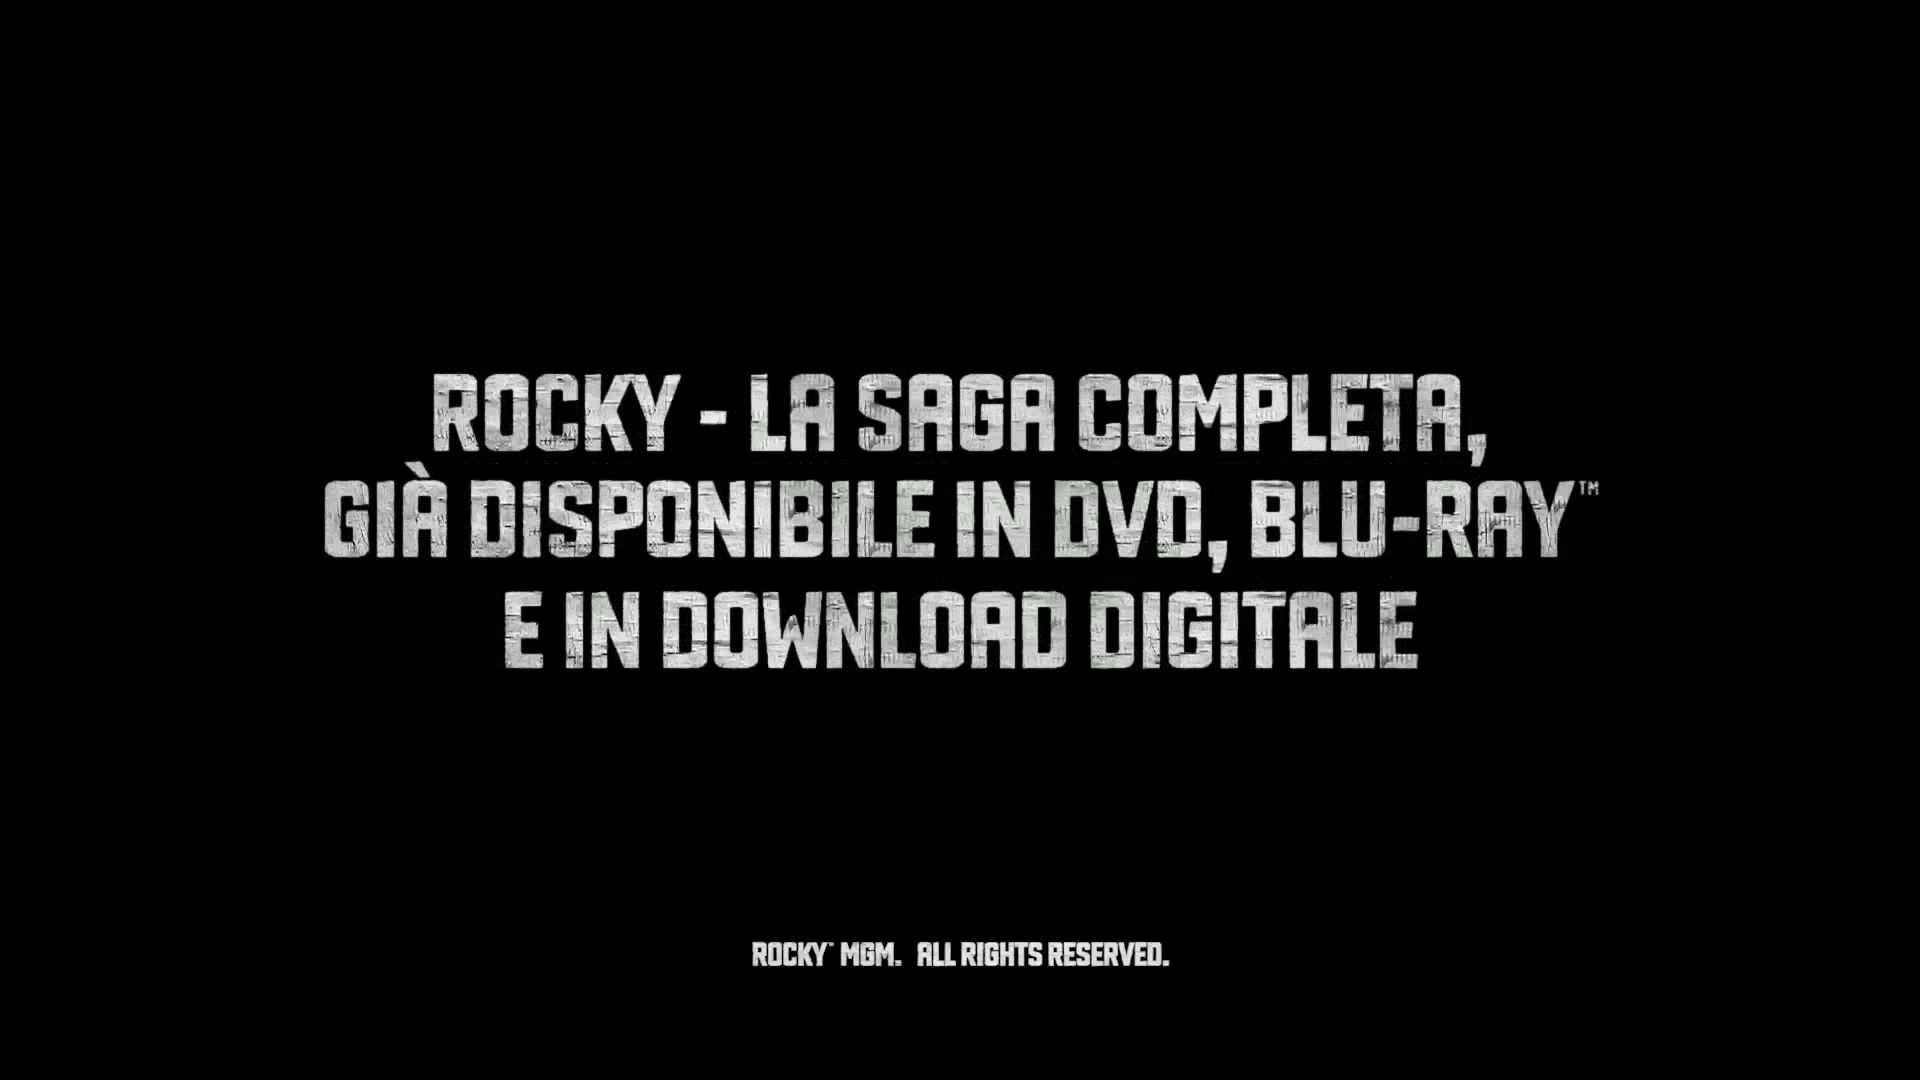 ROCKY - LA SAGA COMPLETA,
GIÀ DISPONIBILE IN DVD, BLU-RAY™
E IN DOWNLOAD DIGITALE
ROCKY™ MGM. ALL RIGHTS RESERVED.